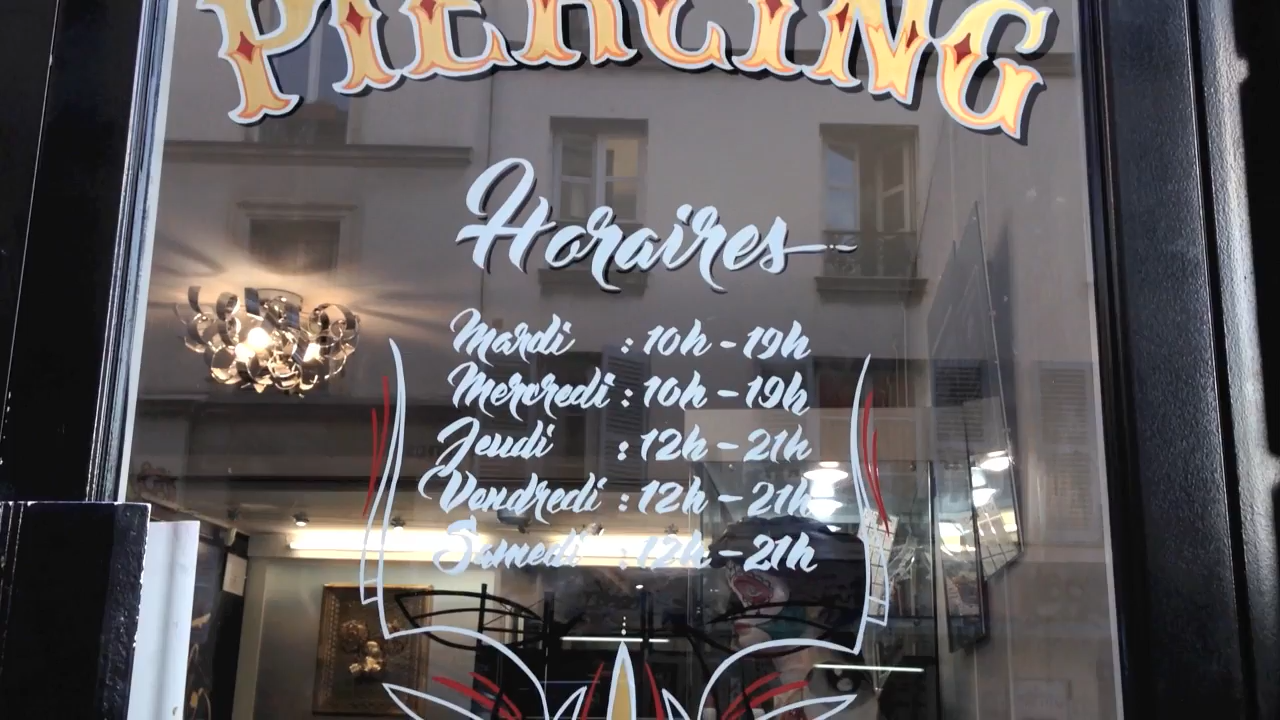 PIERCING
Horaires
Mardi : 10h - 19h
Mercredi : 10h - 19h
Jeudi : 12h - 21h
Vendredi : 12h - 21h
Samedi : 12h - 21h